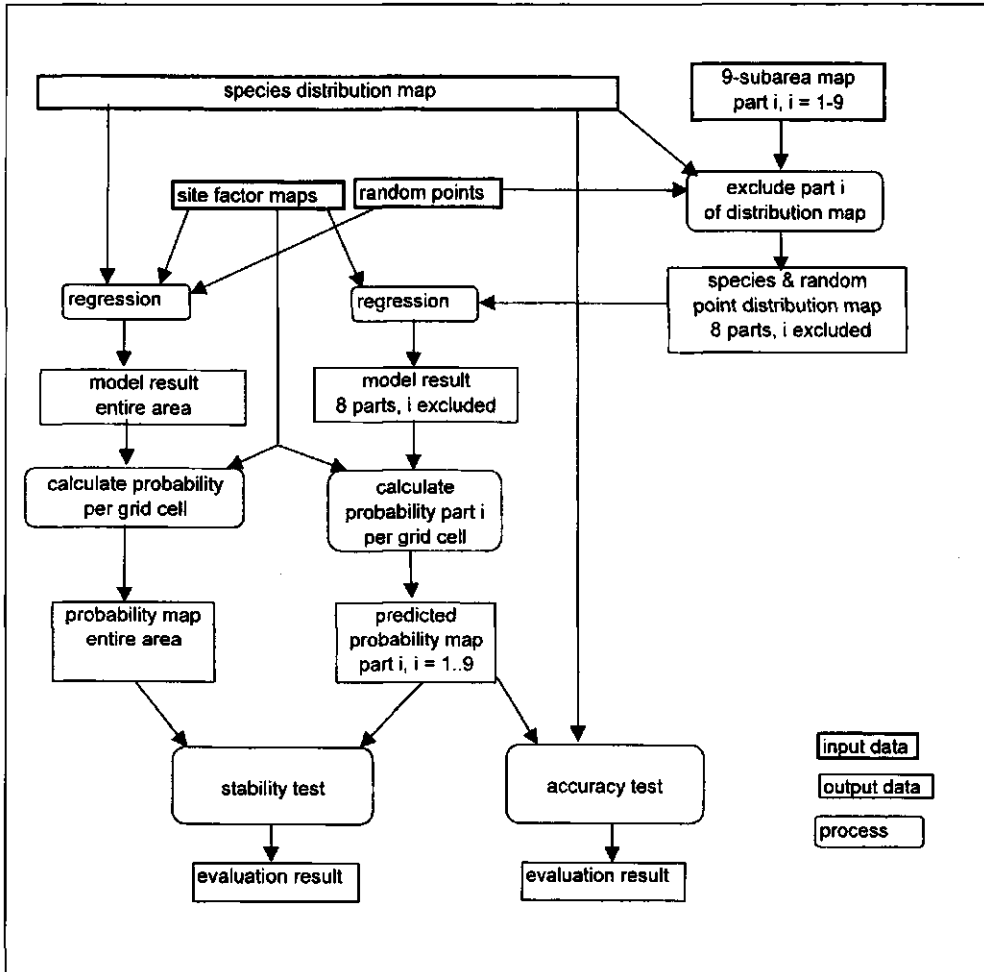 species distribution map
9-subarea map
part i, i = 1-9
site factor maps
random points
exclude part i
of distribution map
regression
regression
species & random
point distribution map
8 parts, i excluded
model result
entire area
model result
8 parts, i excluded
calculate probability
per grid cell
calculate
probability part i
per grid cell
probability map
entire area
predicted
probability map
part i, i = 1..9
stability test
accuracy test
input data
output data
process
evaluation result
evaluation result